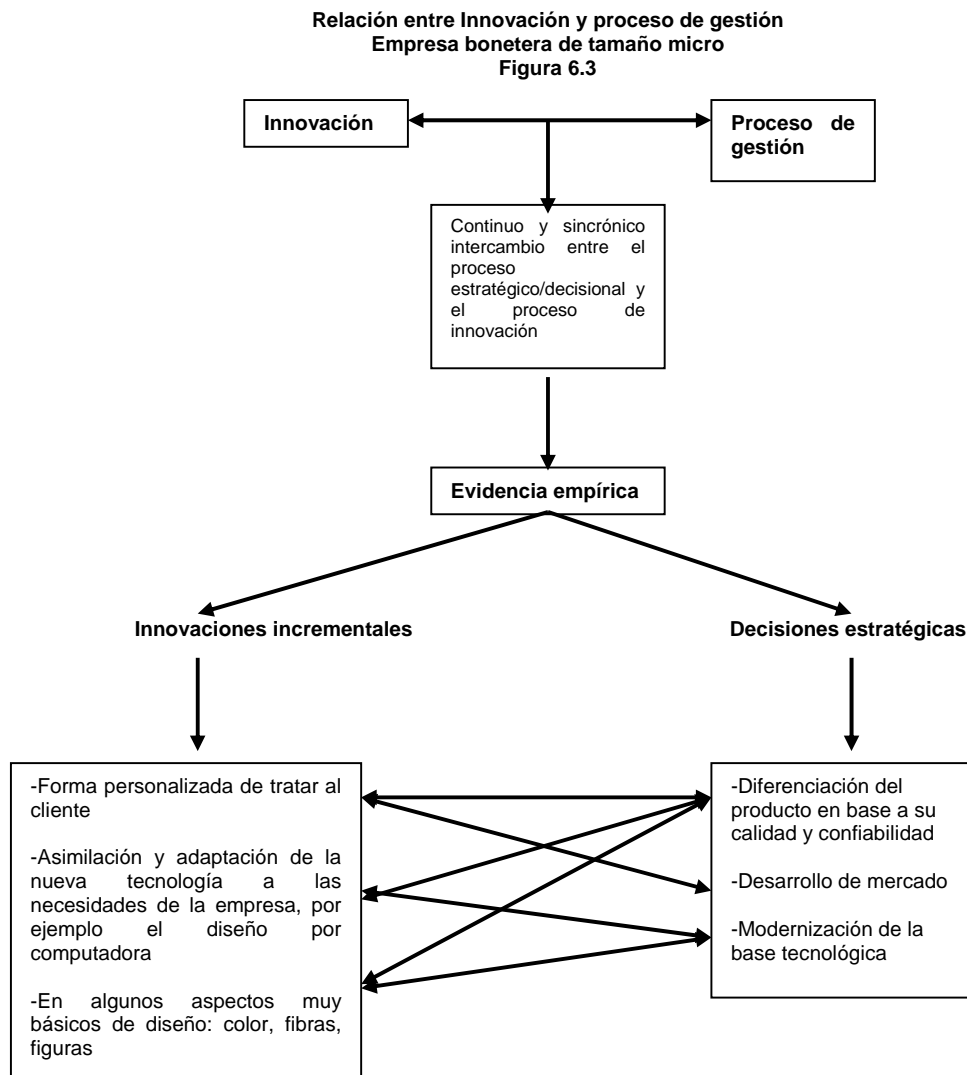 Relación entre Innovación y proceso de gestión
Empresa bonetera de tamaño micro
Figura 6.3
Innovación
Proceso de
gestión
Continuo y sincrónico
intercambio entre el
proceso
estratégico/decisional y
el proceso de
innovación
Evidencia empírica
Innovaciones incrementales
Decisiones estratégicas
-Forma personalizada de tratar al
cliente
-Asimilación y adaptación de la
nueva tecnología a las
necesidades de la empresa, por
ejemplo el diseño por
computadora
-En algunos aspectos muy
básicos de diseño: color, fibras,
figuras
-Diferenciación del
producto en base a su
calidad y confiabilidad
-Desarrollo de mercado
-Modernización de la
base tecnológica